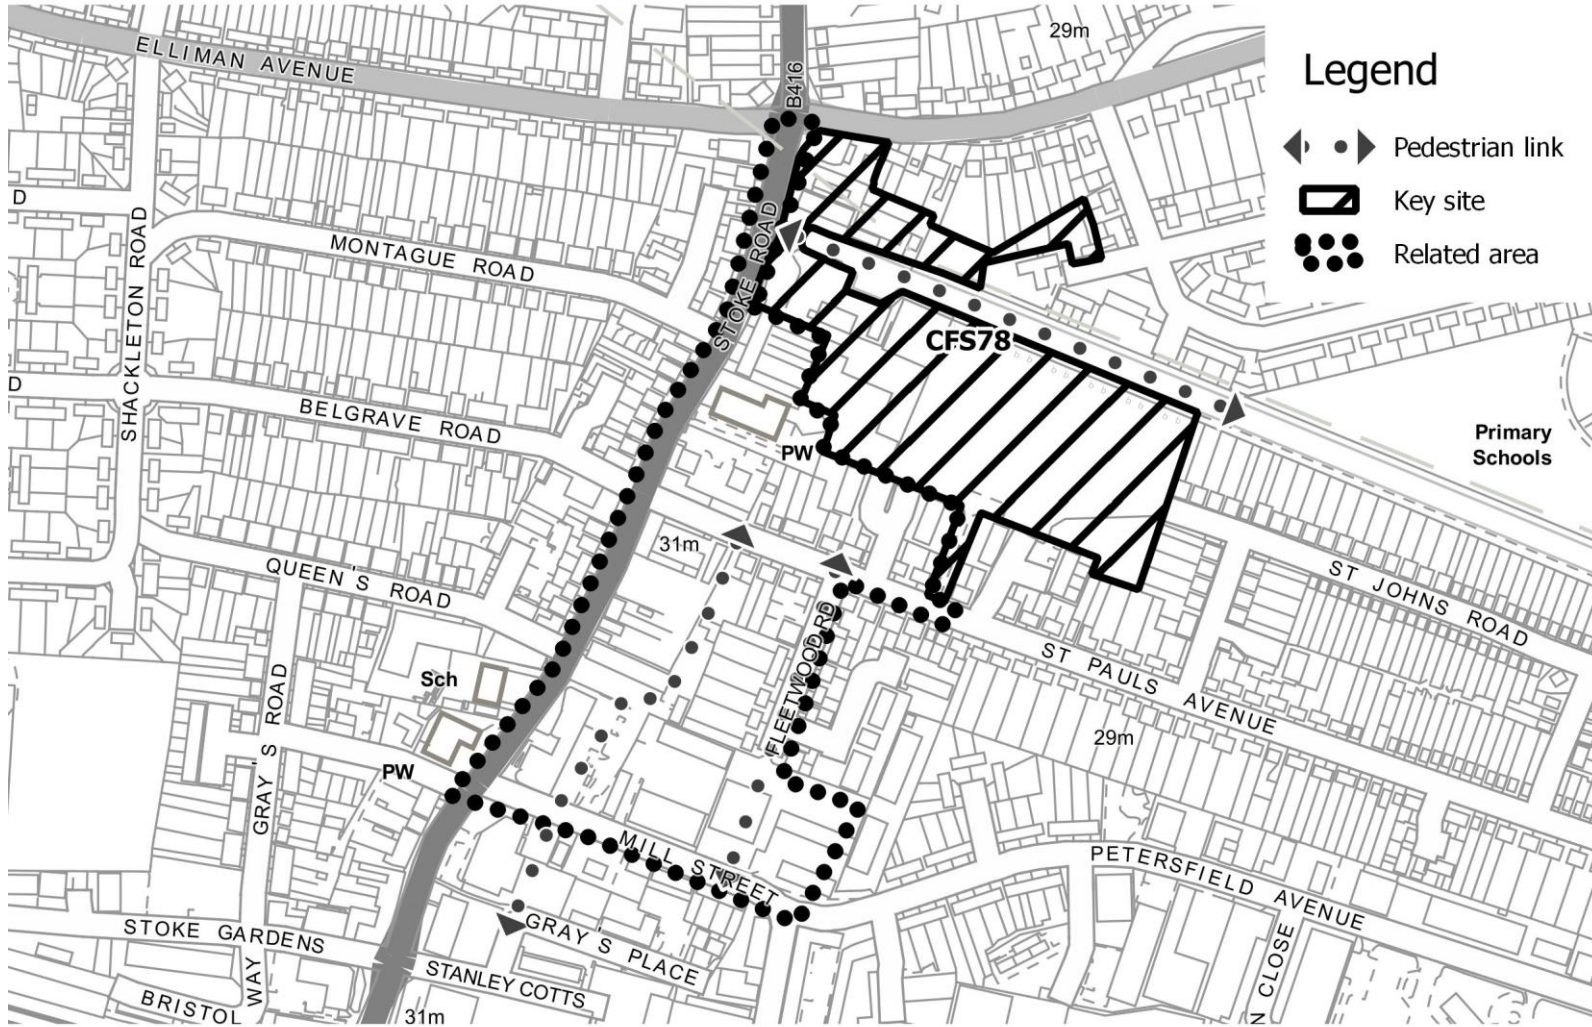 29m
Legend
Pedestrian link
Key site
Related area
ELLIMAN AVENUE
B416
D
SHACKLETON ROAD
MONTAGUE ROAD
STOKE ROAD
CFS78
D
BELGRAVE ROAD
PW
Primary
Schools
31m
QUEEN'S ROAD
ST JOHNS ROAD
FLEETWOOD RD
ST PAULS AVENUE
Sch
GRAY'S ROAD
29m
PW
MILL STREET
PETERSFIELD AVENUE
STOKE GARDENS
GRAY'S PLACE
STANLEY COTTS
WAY
BRISTOL
31m
N CLOSE